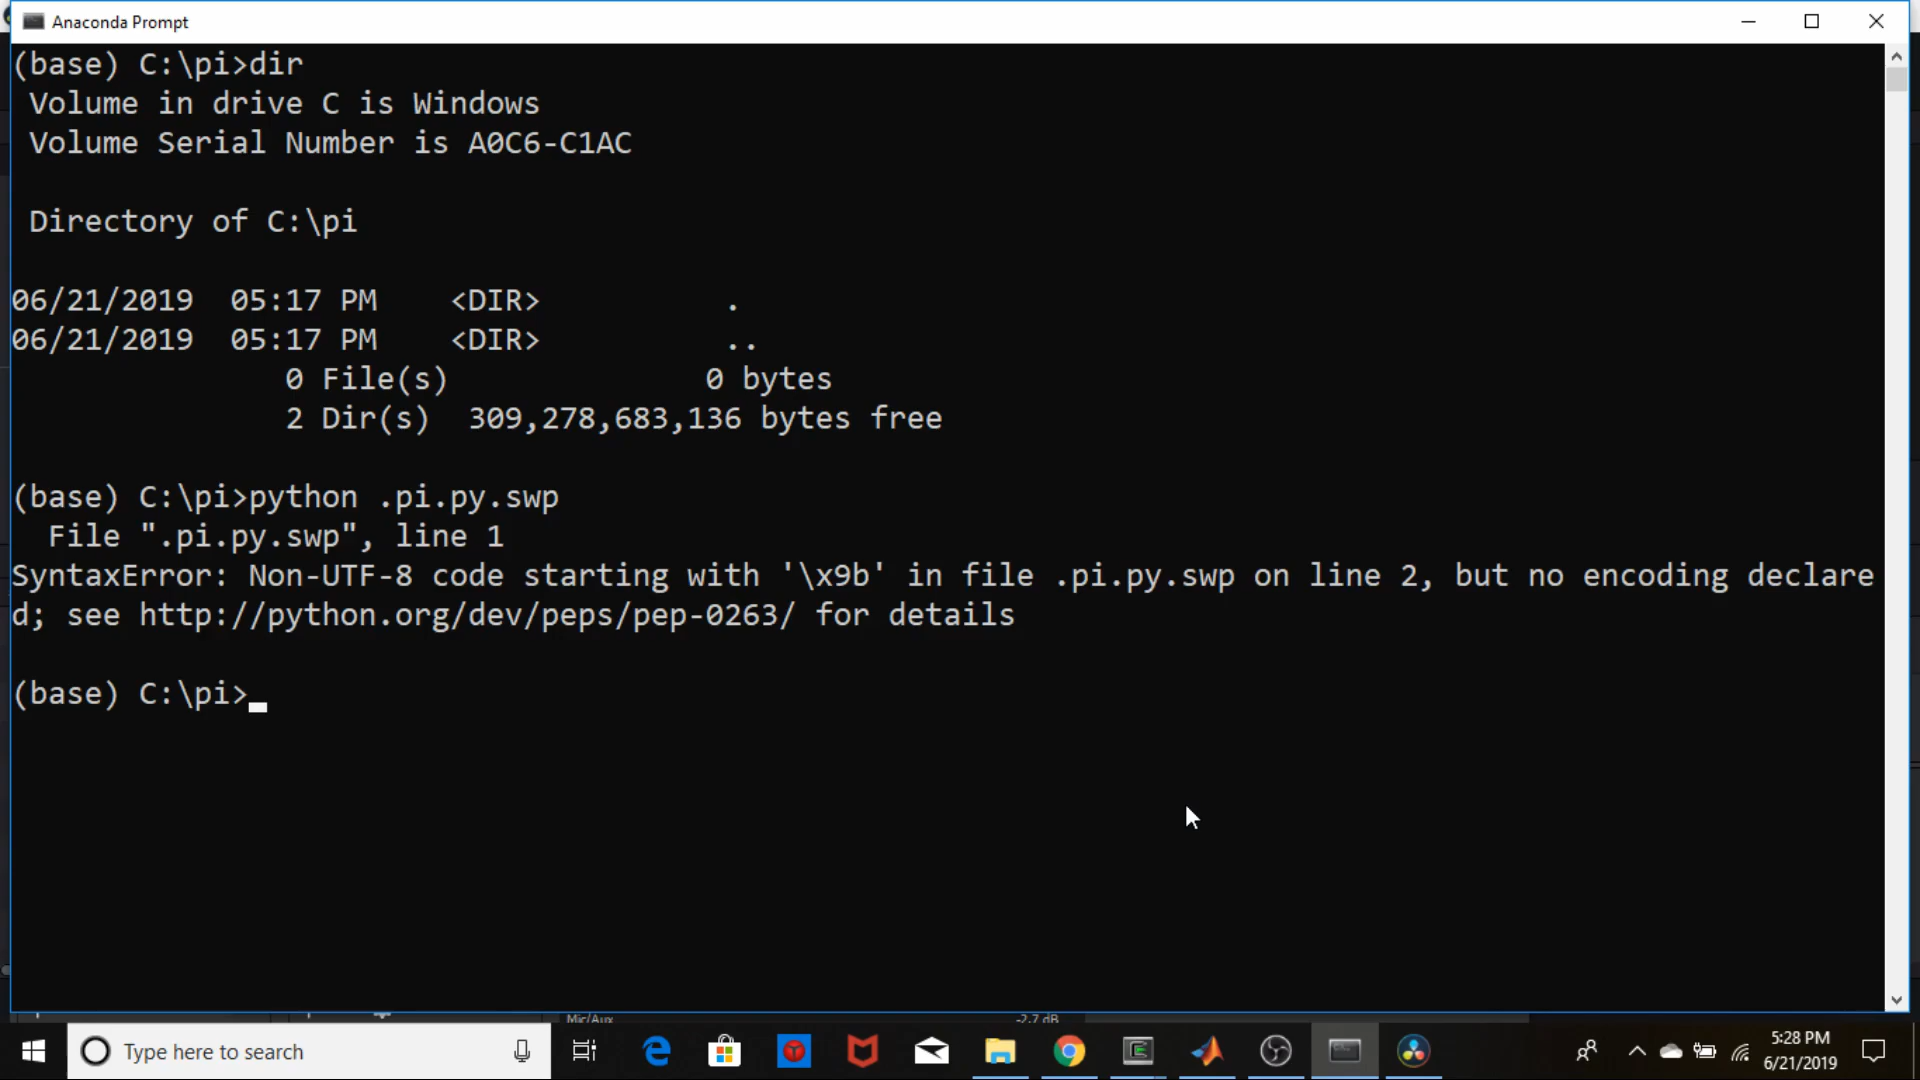 Anaconda Prompt
(base) C:\pi>dir
Volume in drive C is Windows
Volume Serial Number is A0C6-C1AC
Directory of C:\pi
06/21/2019  05:17 PM    <DIR>          .
06/21/2019  05:17 PM    <DIR>          ..
0 File(s)              0 bytes
2 Dir(s)  309,278,683,136 bytes free
(base) C:\pi>python .pi.py.swp
File ".pi.py.swp", line 1
SyntaxError: Non-UTF-8 code starting with '\x9b' in file .pi.py.swp on line 2, but no encoding declare
d; see http://python.org/dev/peps/pep-0263/ for details
(base) C:\pi>
Mic/Aux
-2.7 dB
Type here to search
5:28 PM
6/21/2019